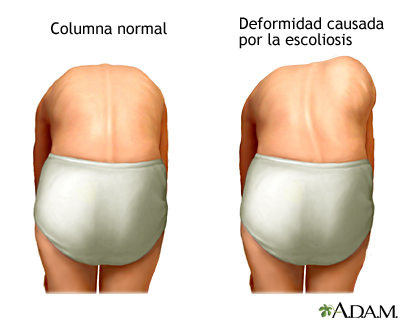 Columna normal
Deformidad causada
por la escoliosis
A.D.A.M.